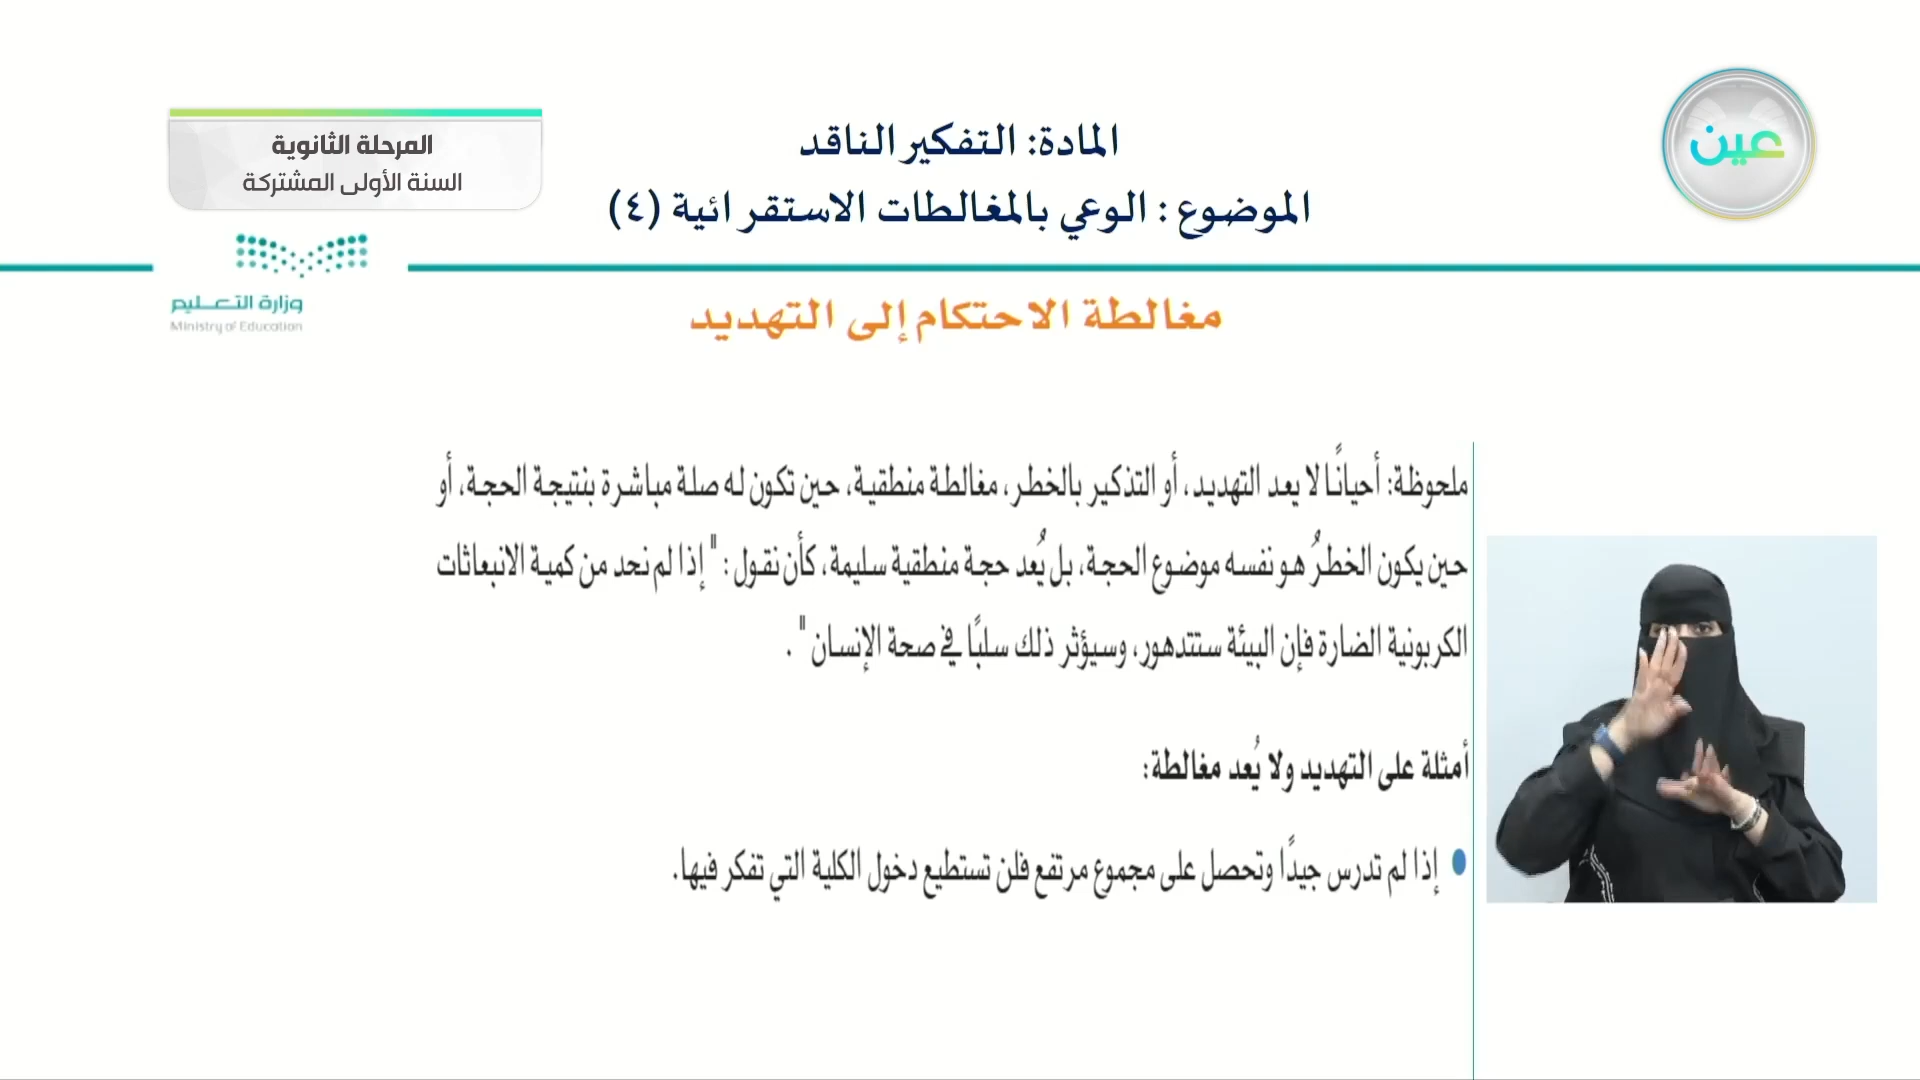 المرحلة الثانوية
السنة الأولى المشتركة
المادة: التفكير الناقد
الموضوع : الوعي بالمغالطات الاستقرائية (٤)
عين
وزارة التعليم
Ministry of Education
مغالطة الاحتكام إلى التهديد
ملحوظة: أحيانًا لا يعد التهديد، أو التذكير بالخطر، مغالطة منطقية، حين تكون له صلة مباشرة بنتيجة الحجة، أو
حين يكون الخطرُ هو نفسه موضوع الحجة، بل يُعد حجة منطقية سليمة، كأن نقول : " إذا لم نحد من كمية الانبعاثات
الكربونية الضارة فإن البيئة ستتدهور، وسيؤثر ذلك سلبًا في صحة الإنسان " .
أمثلة على التهديد ولا يُعد مغالطة:
• إذا لم تدرس جيدًا وتحصل على مجموع مرتفع فلن تستطيع دخول الكلية التي تفكر فيها.